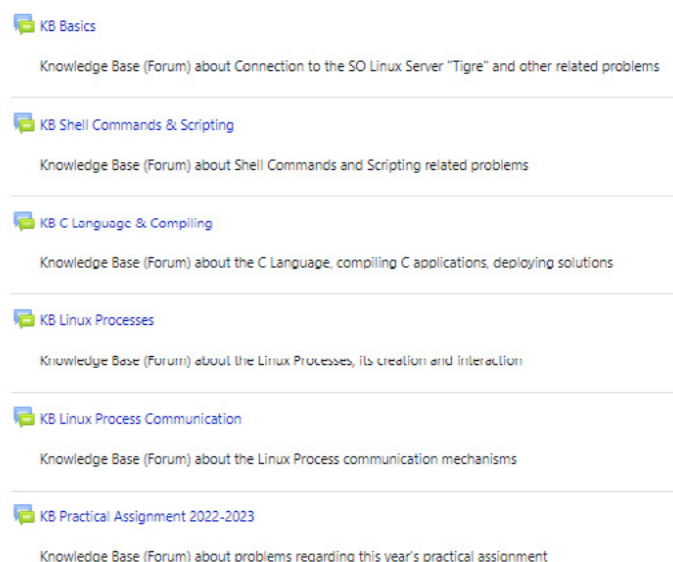 KB Basics
Knowledge Base (Forum) about Connection to the SO Linux Server "Tigre" and other related problems
KB Shell Commands & Scripting
Knowledge Base (Forum) about Shell Commands and Scripting related problems
KB C Language & Compiling
Knowledge Base (Forum) about the C Language, compiling C applications, deploying solutions
KB Linux Processes
Knowledge Base (Forum) about the Linux Processes, its creation and interaction
KB Linux Process Communication
Knowledge Base (Forum) about the Linux Process communication mechanisms
KB Practical Assignment 2022-2023
Knowledge Base (Forum) about problems regarding this year's practical assignment